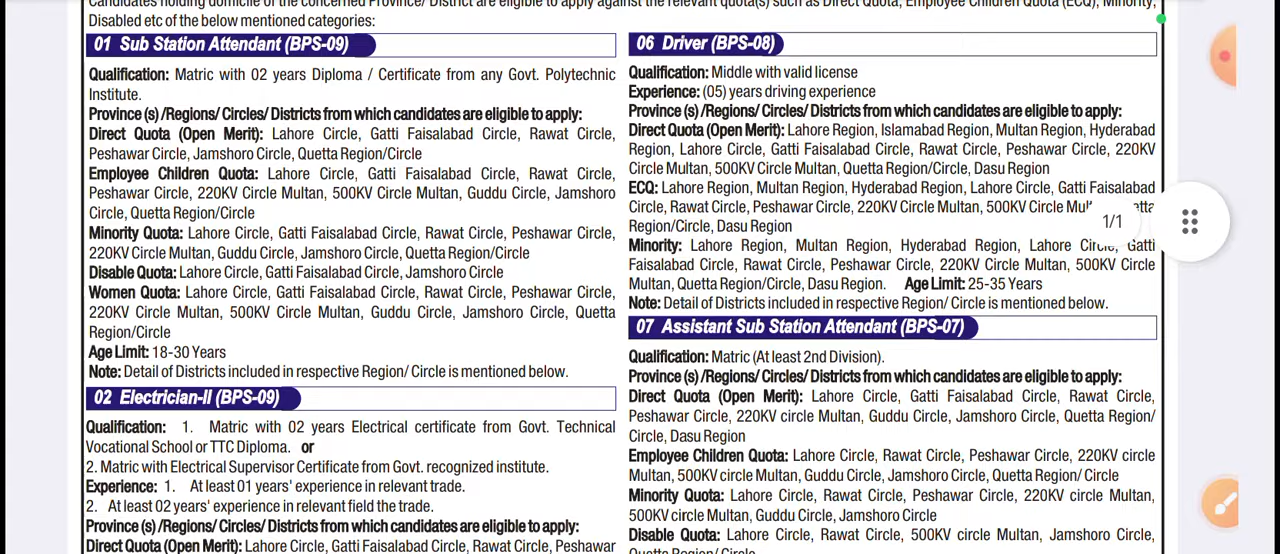 Candidates holding domicile of the concerned Province/ District are eligible to apply against the relevant quota(s) such as Direct Quota, Employee Children Quota (ECQ), Minority,
Disabled etc of the below mentioned categories:
01 Sub Station Attendant (BPS-09)
Qualification: Matric with 02 years Diploma / Certificate from any Govt. Polytechnic
Institute.
Province (s) /Regions/ Circles/ Districts from which candidates are eligible to apply:
Direct Quota (Open Merit): Lahore Circle, Gatti Faisalabad Circle, Rawat Circle,
Peshawar Circle, Jamshoro Circle, Quetta Region/Circle
Employee Children Quota: Lahore Circle, Gatti Faisalabad Circle, Rawat Circle,
Peshawar Circle, 220KV Circle Multan, 500KV Circle Multan, Guddu Circle, Jamshoro
Circle, Quetta Region/Circle
Minority Quota: Lahore Circle, Gatti Faisalabad Circle, Rawat Circle, Peshawar Circle,
220KV Circle Multan, Guddu Circle, Jamshoro Circle, Quetta Region/Circle
Disable Quota: Lahore Circle, Gatti Faisalabad Circle, Jamshoro Circle
Women Quota: Lahore Circle, Gatti Faisalabad Circle, Rawat Circle, Peshawar Circle,
220KV Circle Multan, 500KV Circle Multan, Guddu Circle, Jamshoro Circle, Quetta
Region/Circle
Age Limit: 18-30 Years
Note: Detail of Districts included in respective Region/ Circle is mentioned below.
02 Electrician-II (BPS-09)
Qualification: 1. Matric with 02 years Electrical certificate from Govt. Technical
Vocational School or TTC Diploma. or
2. Matric with Electrical Supervisor Certificate from Govt. recognized institute.
Experience: 1. At least 01 years' experience in relevant trade.
2. At least 02 years' experience in relevant field the trade.
Province (s) /Regions/ Circles/ Districts from which candidates are eligible to apply:
Direct Quota (Open Merit): Lahore Circle, Gatti Faisalabad Circle, Rawat Circle, Peshawar
06 Driver (BPS-08)
Qualification: Middle with valid license
Experience: (05) years driving experience
Province (s) /Regions/ Circles/ Districts from which candidates are eligible to apply:
Direct Quota (Open Merit): Lahore Region, Islamabad Region, Multan Region, Hyderabad
Region, Lahore Circle, Gatti Faisalabad Circle, Rawat Circle, Peshawar Circle, 220KV
Circle Multan, 500KV Circle Multan, Quetta Region/Circle, Dasu Region
ECQ: Lahore Region, Multan Region, Hyderabad Region, Lahore Circle, Gatti Faisalabad
Circle, Rawat Circle, Peshawar Circle, 220KV Circle Multan, 500KV Circle
Region/Circle, Dasu Region
1/1
Minority: Lahore Region, Multan Region, Hyderabad Region, Lahore Circle, Gatti
Faisalabad Circle, Rawat Circle, Peshawar Circle, 220KV Circle Multan, 500KV Circle
Multan, Quetta Region/Circle, Dasu Region. Age Limit: 25-35 Years
Note: Detail of Districts included in respective Region/ Circle is mentioned below.
07 Assistant Sub Station Attendant (BPS-07)
Qualification: Matric (At least 2nd Division).
Province (s) /Regions/ Circles/ Districts from which candidates are eligible to apply:
Direct Quota (Open Merit): Lahore Circle, Gatti Faisalabad Circle, Rawat Circle,
Peshawar Circle, 220KV circle Multan, Guddu Circle, Jamshoro Circle, Quetta Region/
Circle, Dasu Region
Employee Children Quota: Lahore Circle, Rawat Circle, Peshawar Circle, 220KV circle
Multan, 500KV circle Multan, Guddu Circle, Jamshoro Circle, Quetta Region/ Circle
Minority Quota: Lahore Circle, Rawat Circle, Peshawar Circle, 220KV circle Multan,
500KV circle Multan, Guddu Circle, Jamshoro Circle
Disable Quota: Lahore Circle, Rawat Circle, 500KV circle Multan, Jamshoro Circle,
Quetta Region/ Circle